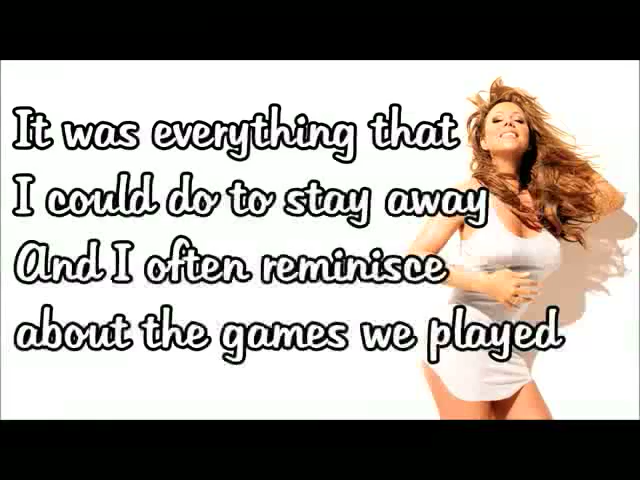 It was everything that
I could do to stay away
And I often reminisce
about the games we played